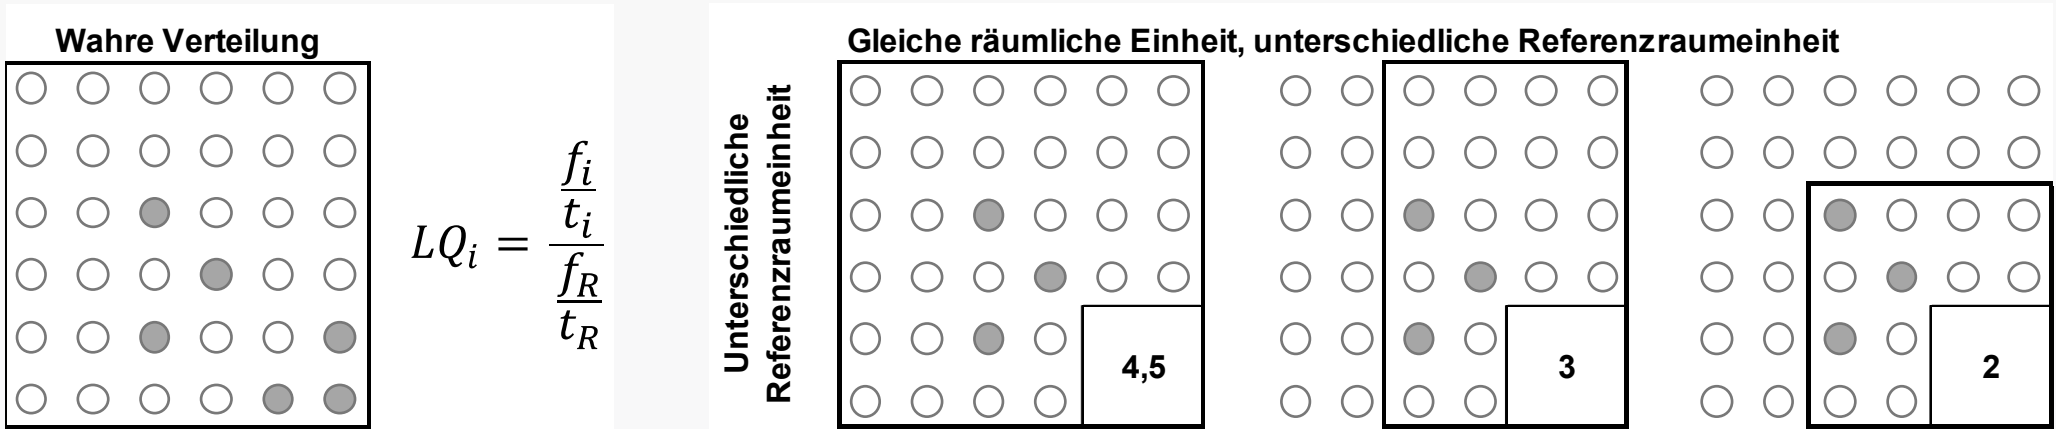 Wahre Verteilung
LQ_i = (f_i / t_i) / (f_R / t_R)
Gleiche räumliche Einheit, unterschiedliche Referenzraumeinheit
Unterschiedliche
Referenzraumeinheit
4,5
3
2